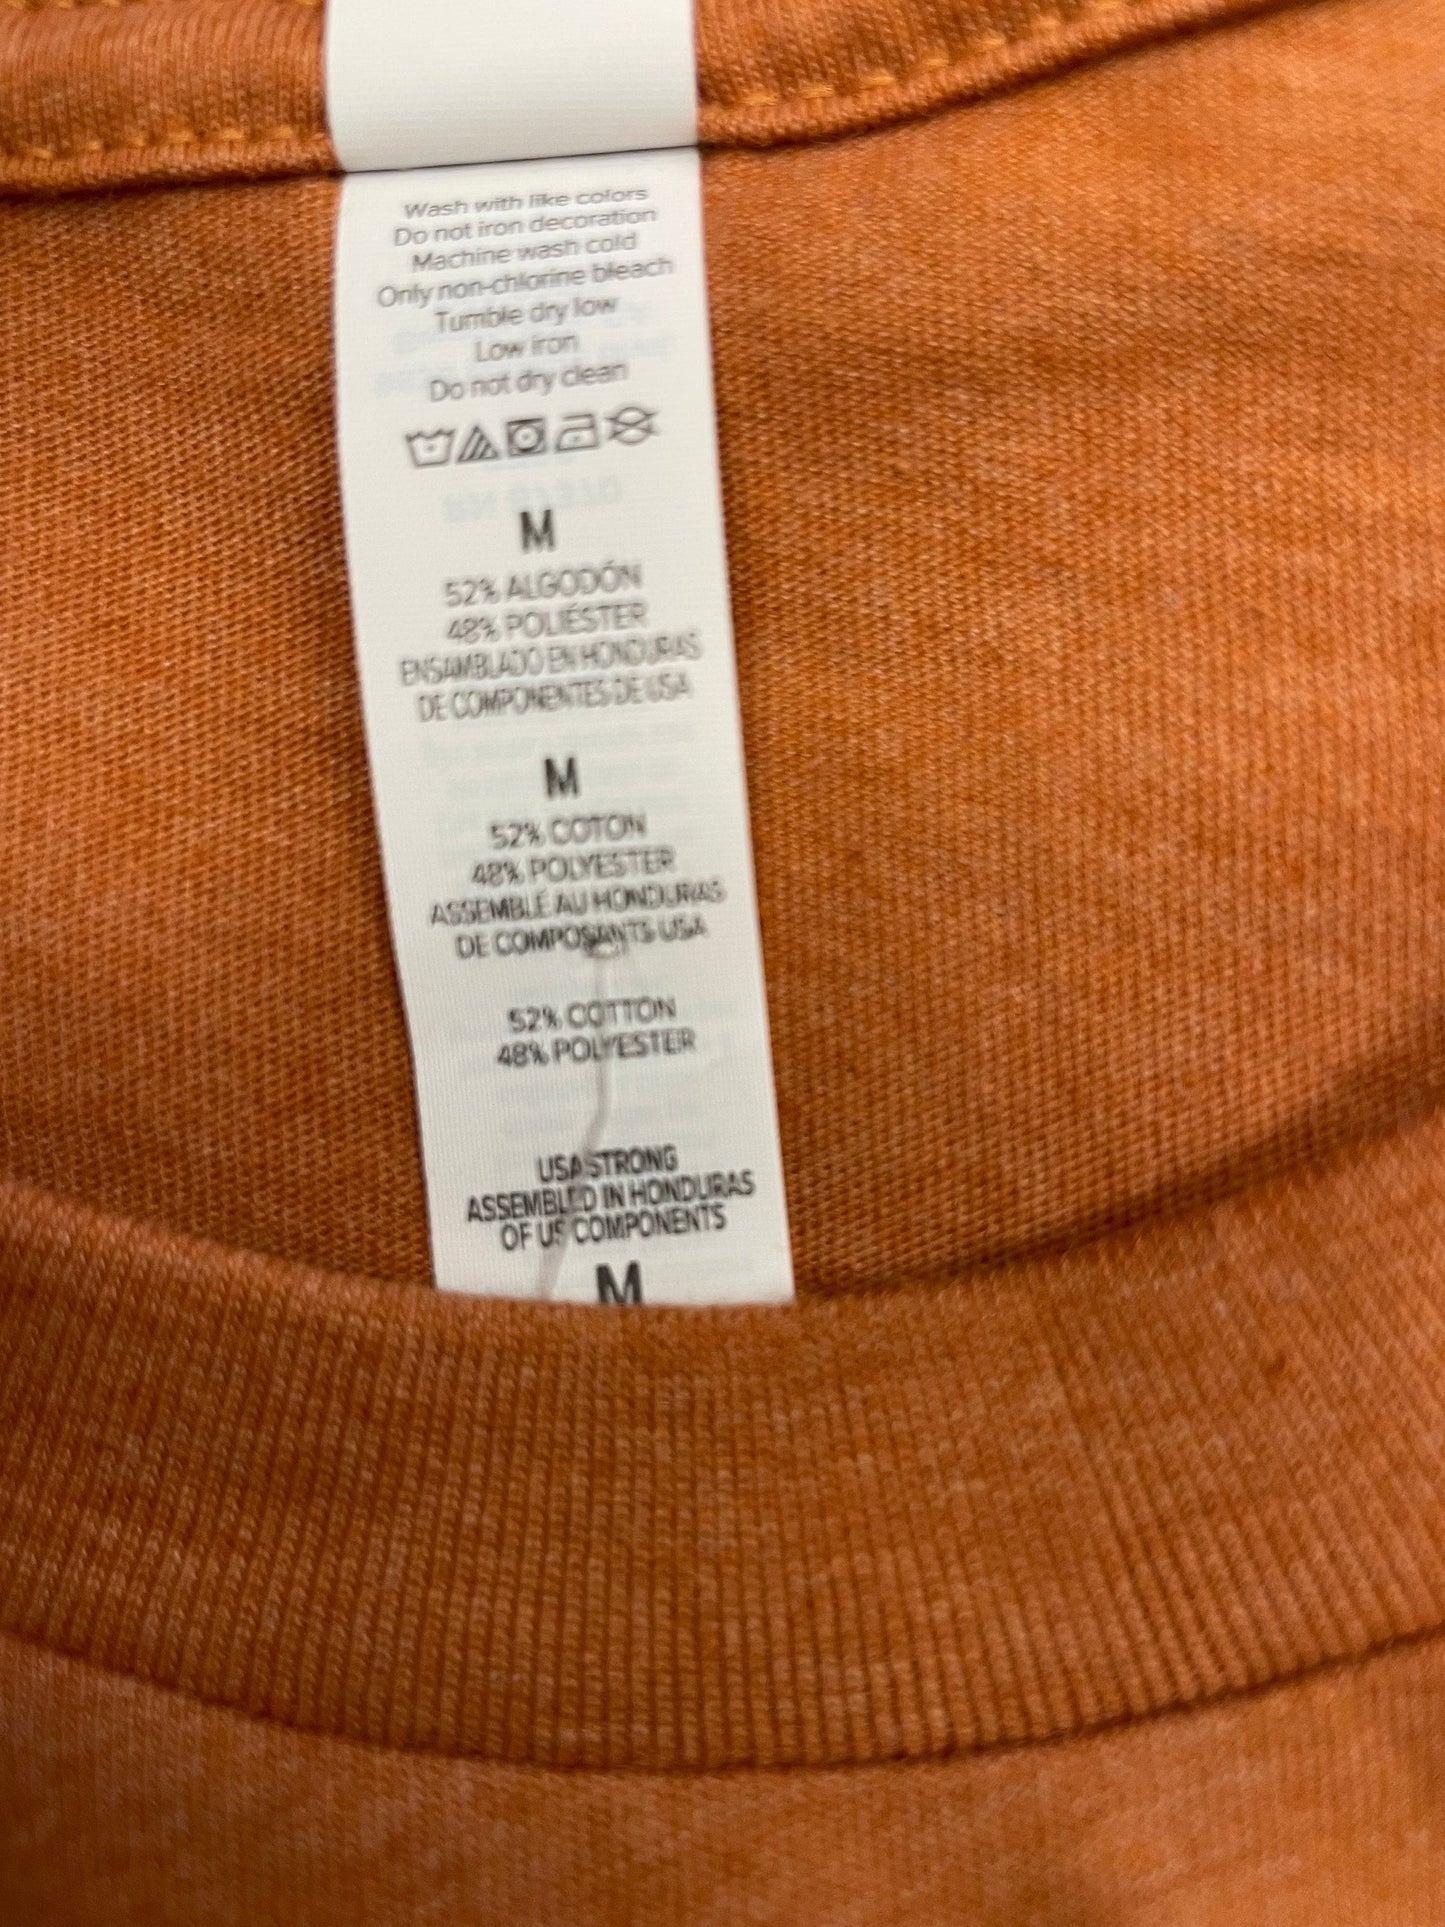 Wash with like colors
Do not iron decoration
Machine wash cold
Only non-chlorine bleach
Tumble dry low
Low iron
Do not dry clean
M
52% ALGODÓN
48% POLIÉSTER
ENSAMBLADO EN HONDURAS
DE COMPONENTES DE USA
M
52% COTON
48% POLYESTER
ASSEMBLÉ AU HONDURAS
DE COMPOSANTS USA
52% COTTON
48% POLYESTER
USA STRONG
ASSEMBLED IN HONDURAS
OF US COMPONENTS
M